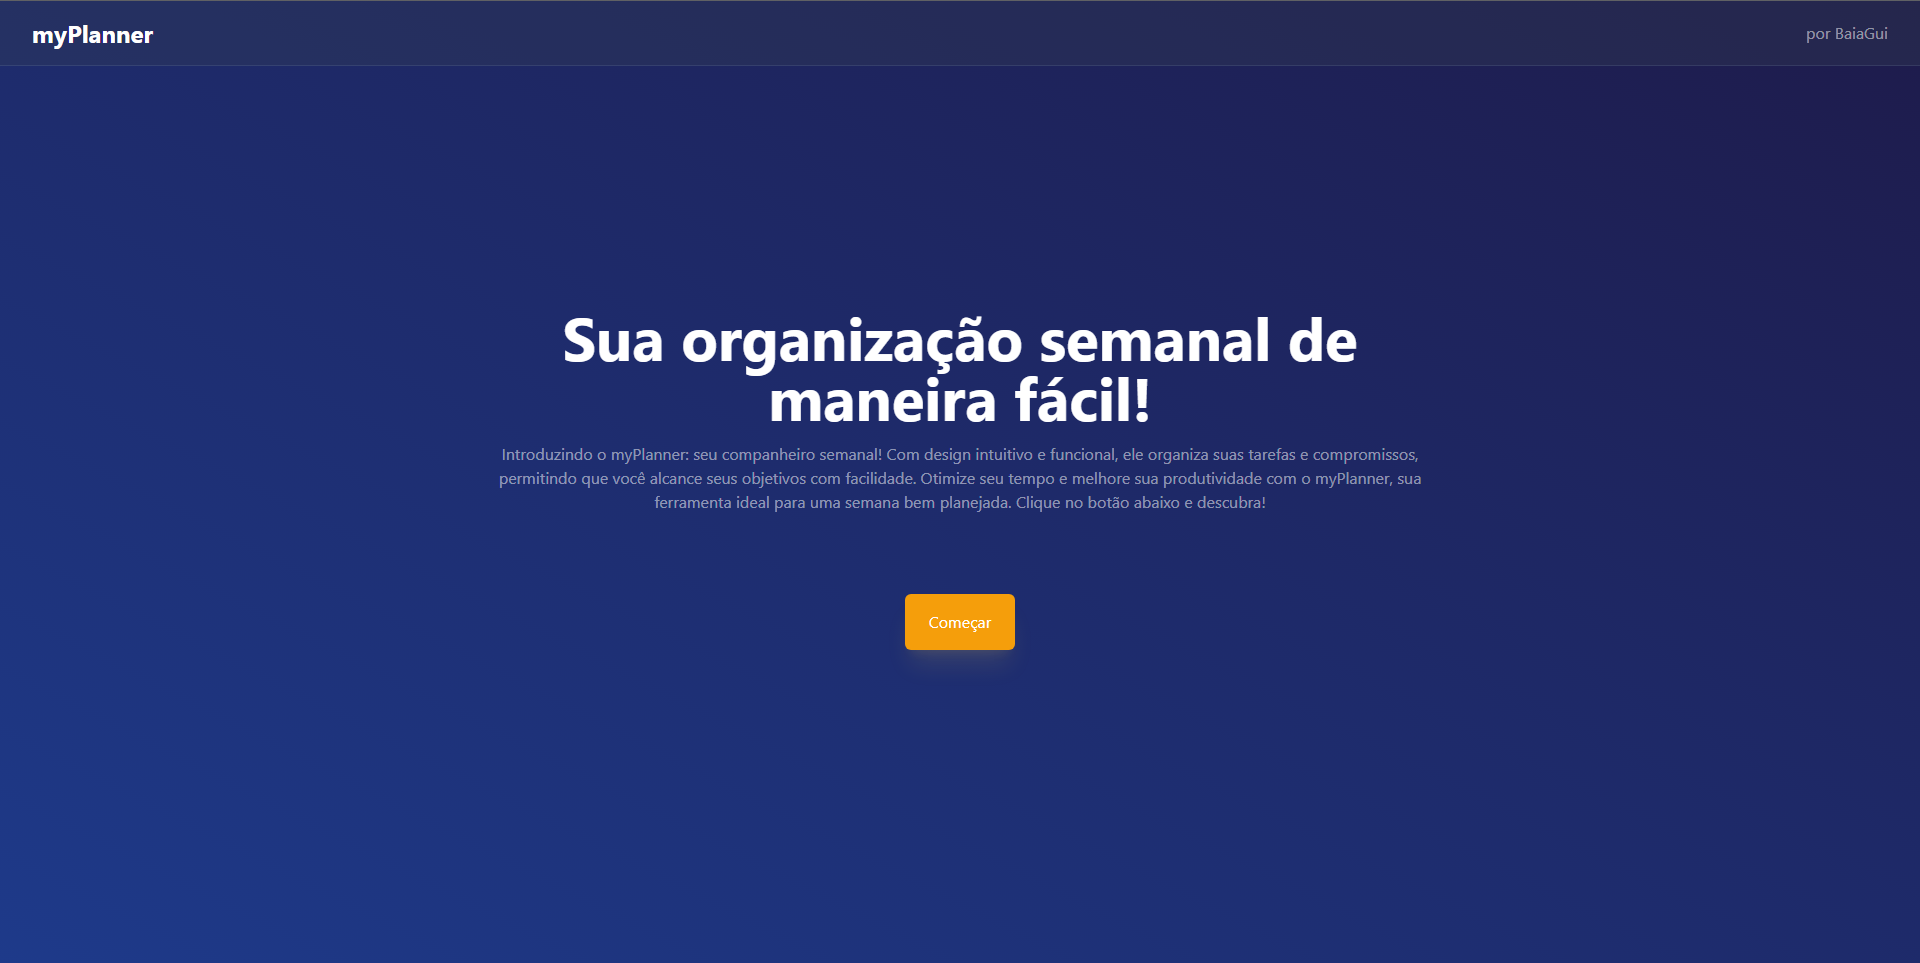 myPlanner
por BaiaGui
Sua organização semanal de
maneira fácil!
Introduzindo o myPlanner: seu companheiro semanal! Com design intuitivo e funcional, ele organiza suas tarefas e compromissos,
permitindo que você alcance seus objetivos com facilidade. Otimize seu tempo e melhore sua produtividade com o myPlanner, sua
ferramenta ideal para uma semana bem planejada. Clique no botão abaixo e descubra!
Começar